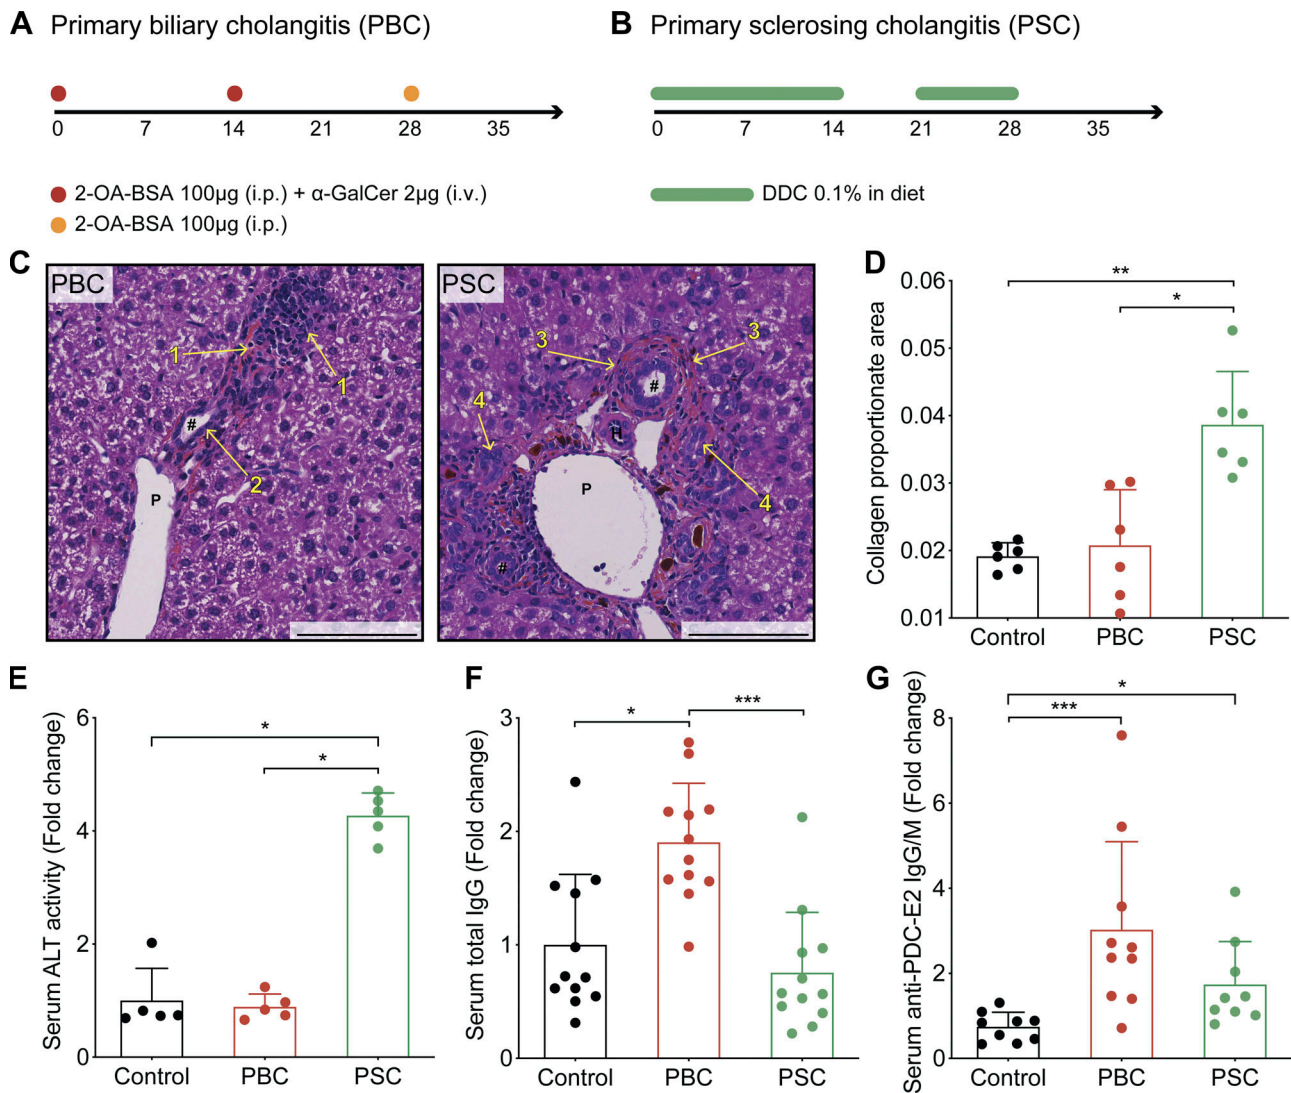 A Primary biliary cholangitis (PBC)
0 7 14 21 28 35
2-OA-BSA 100µg (i.p.) + α-GalCer 2µg (i.v.)
2-OA-BSA 100µg (i.p.)
B Primary sclerosing cholangitis (PSC)
0 7 14 21 28 35
DDC 0.1% in diet
C
PBC
1
1
#
2
P
PSC
3
3
#
4
#
P
4
#
D
Collagen proportionate area
0.06
0.05
0.04
0.03
0.02
0.01
**
*
Control PBC PSC
E
Serum ALT activity (Fold change)
6
4
2
0
*
*
Control PBC PSC
F
Serum total IgG (Fold change)
3
2
1
0
*
***
Control PBC PSC
G
Serum anti-PDC-E2 IgG/M (Fold change)
8
6
4
2
0
*
***
Control PBC PSC